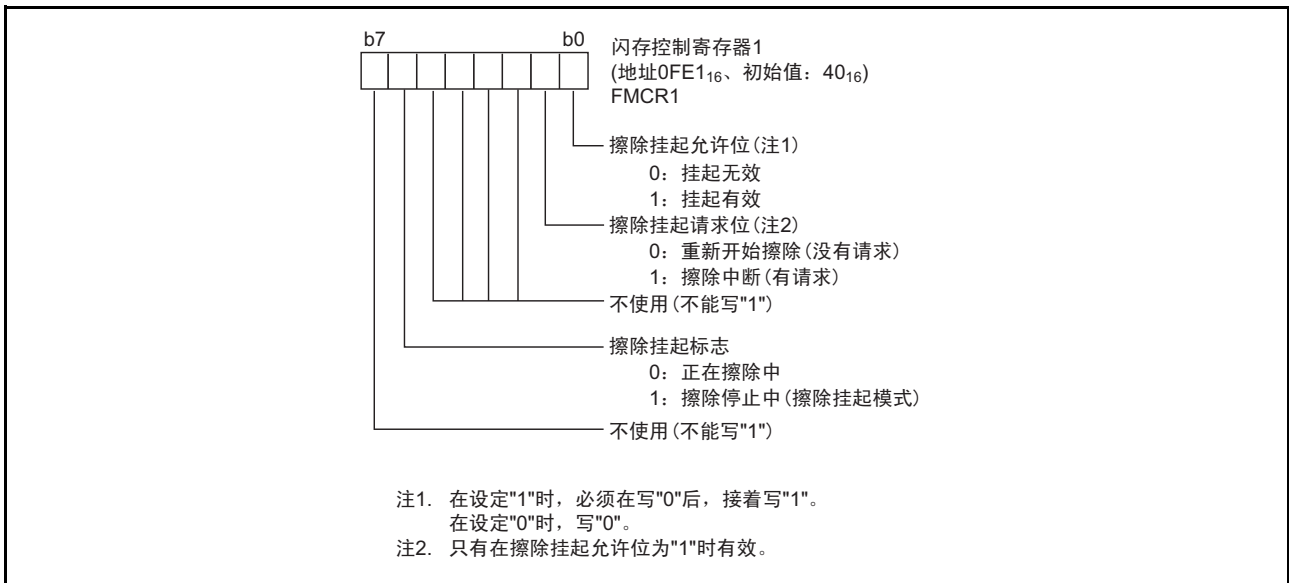 b7 b0
闪存控制寄存器1
(地址0FE1₁₆、初始值：40₁₆)
FMCR1
擦除挂起允许位(注1)
0：挂起无效
1：挂起有效
擦除挂起请求位(注2)
0：重新开始擦除(没有请求)
1：擦除中断(有请求)
不使用(不能写"1")
擦除挂起标志
0：正在擦除中
1：擦除停止中(擦除挂起模式)
不使用(不能写"1")
注1. 在设定"1"时，必须在写"0"后，接着写"1"。
在设定"0"时，写"0"。
注2. 只有在擦除挂起允许位为"1"时有效。